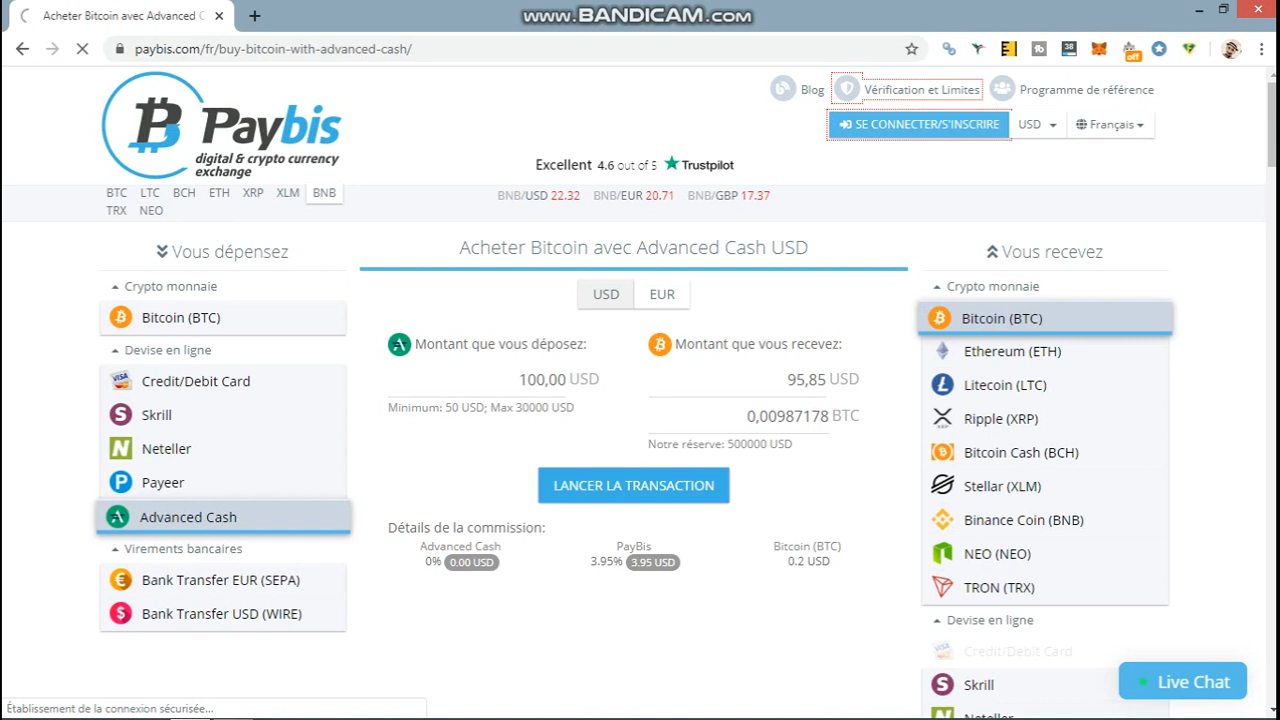 Acheter Bitcoin avec Advanced C
www.BANDICAM.com
paybis.com/fr/buy-bitcoin-with-advanced-cash/
38
off
Paybis
digital & crypto currency
exchange
Blog
Vérification et Limites
Programme de référence
SE CONNECTER/S'INSCRIRE
USD
Français
Excellent 4.6 out of 5 Trustpilot
BTC LTC BCH ETH XRP XLM BNB
TRX NEO
BNB/USD 22.32 BNB/EUR 20.71 BNB/GBP 17.37
Vous dépensez
Crypto monnaie
Bitcoin (BTC)
Devise en ligne
Credit/Debit Card
Skrill
Neteller
Payeer
Advanced Cash
Virements bancaires
Bank Transfer EUR (SEPA)
Bank Transfer USD (WIRE)
Acheter Bitcoin avec Advanced Cash USD
USD EUR
Montant que vous déposez:
100,00 USD
Minimum: 50 USD; Max 30000 USD
Montant que vous recevez:
95,85 USD
0,00987178 BTC
Notre réserve: 500000 USD
LANCER LA TRANSACTION
Détails de la commission:
Advanced Cash PayBis Bitcoin (BTC)
0% 0.00 USD 3.95% 3.95 USD 0.2 USD
Vous recevez
Crypto monnaie
Bitcoin (BTC)
Ethereum (ETH)
Litecoin (LTC)
Ripple (XRP)
Bitcoin Cash (BCH)
Stellar (XLM)
Binance Coin (BNB)
NEO (NEO)
TRON (TRX)
Devise en ligne
Credit/Debit Card
Skrill
Neteller
Live Chat
Établissement de la connexion sécurisée...